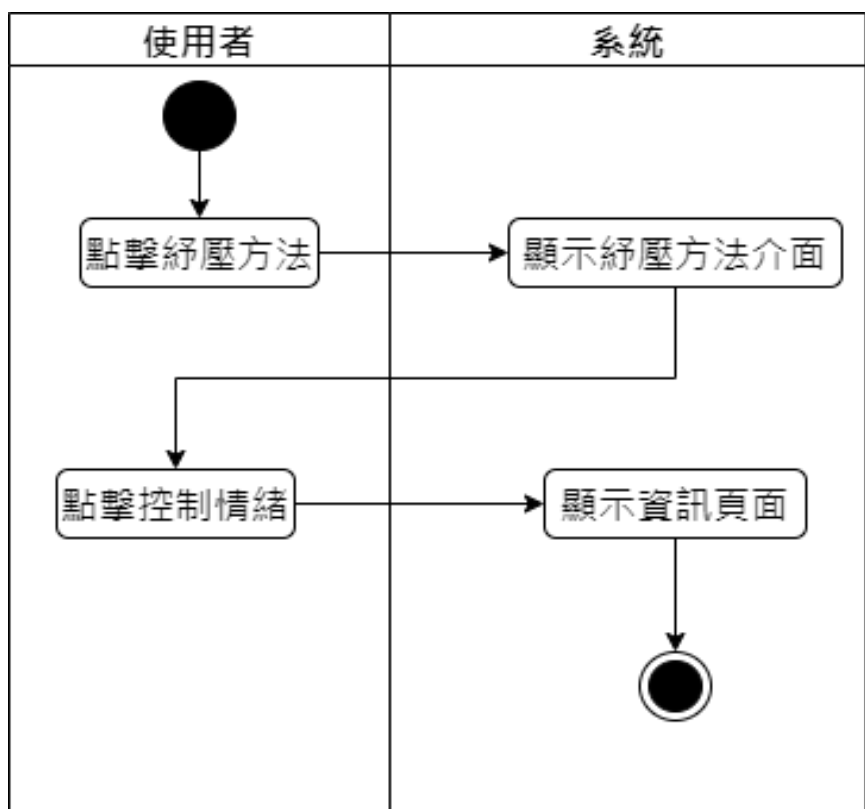 使用者
系統
點擊紓壓方法
顯示紓壓方法介面
點擊控制情緒
顯示資訊頁面